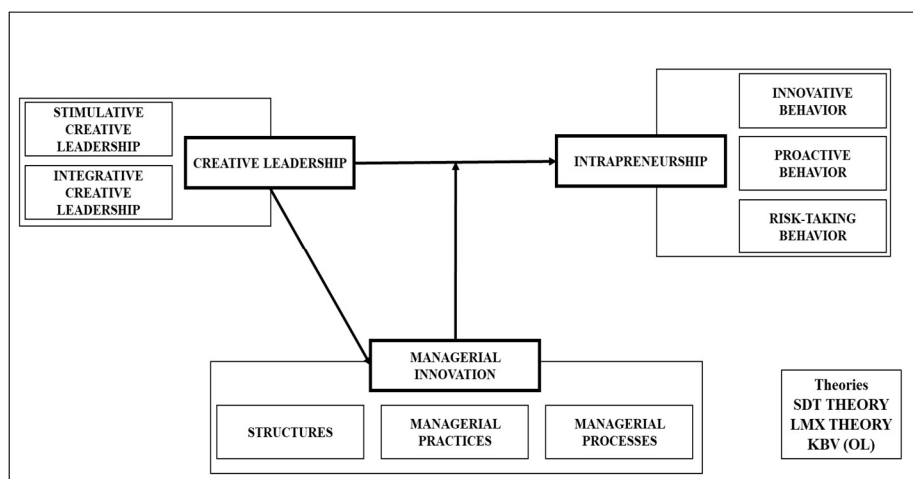 STIMULATIVE
CREATIVE
LEADERSHIP
INTEGRATIVE
CREATIVE
LEADERSHIP
CREATIVE LEADERSHIP
INTRAPRENEURSHIP
INNOVATIVE
BEHAVIOR
PROACTIVE
BEHAVIOR
RISK-TAKING
BEHAVIOR
MANAGERIAL
INNOVATION
STRUCTURES
MANAGERIAL
PRACTICES
MANAGERIAL
PROCESSES
Theories
SDT THEORY
LMX THEORY
KBV (OL)